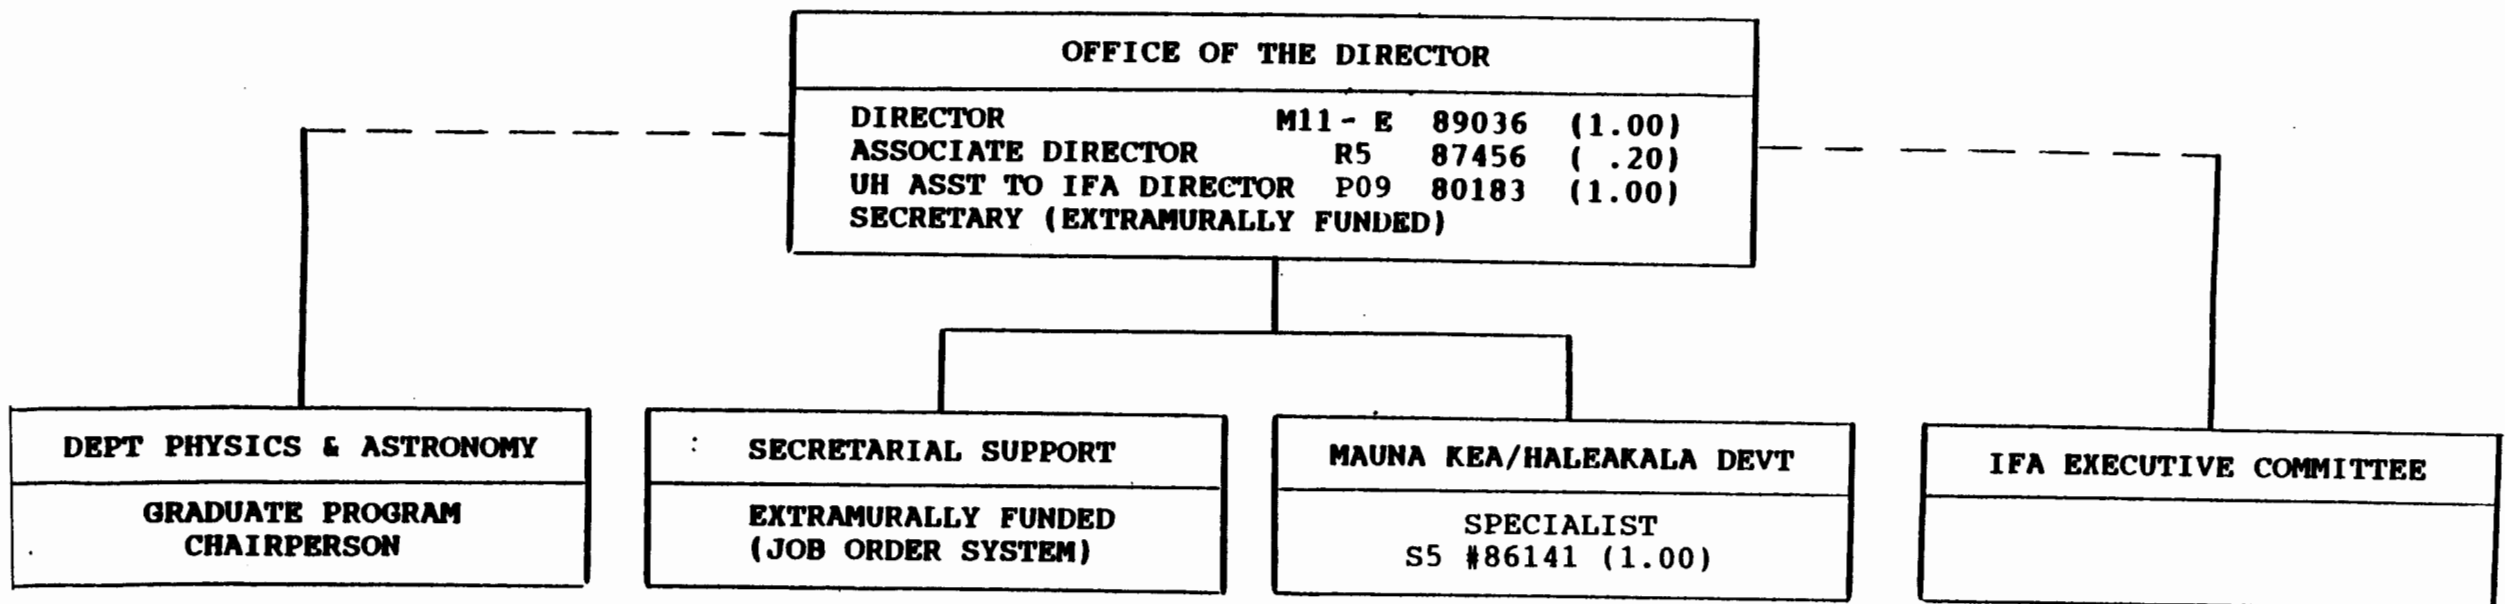 OFFICE OF THE DIRECTOR
DIRECTOR M11- E 89036 (1.00)
ASSOCIATE DIRECTOR R5 87456 ( .20)
UH ASST TO IFA DIRECTOR P09 80183 (1.00)
SECRETARY (EXTRAMURALLY FUNDED)
DEPT PHYSICS & ASTRONOMY
GRADUATE PROGRAM
CHAIRPERSON
SECRETARIAL SUPPORT
EXTRAMURALLY FUNDED
(JOB ORDER SYSTEM)
MAUNA KEA/HALEAKALA DEVT
SPECIALIST
S5 #86141 (1.00)
IFA EXECUTIVE COMMITTEE